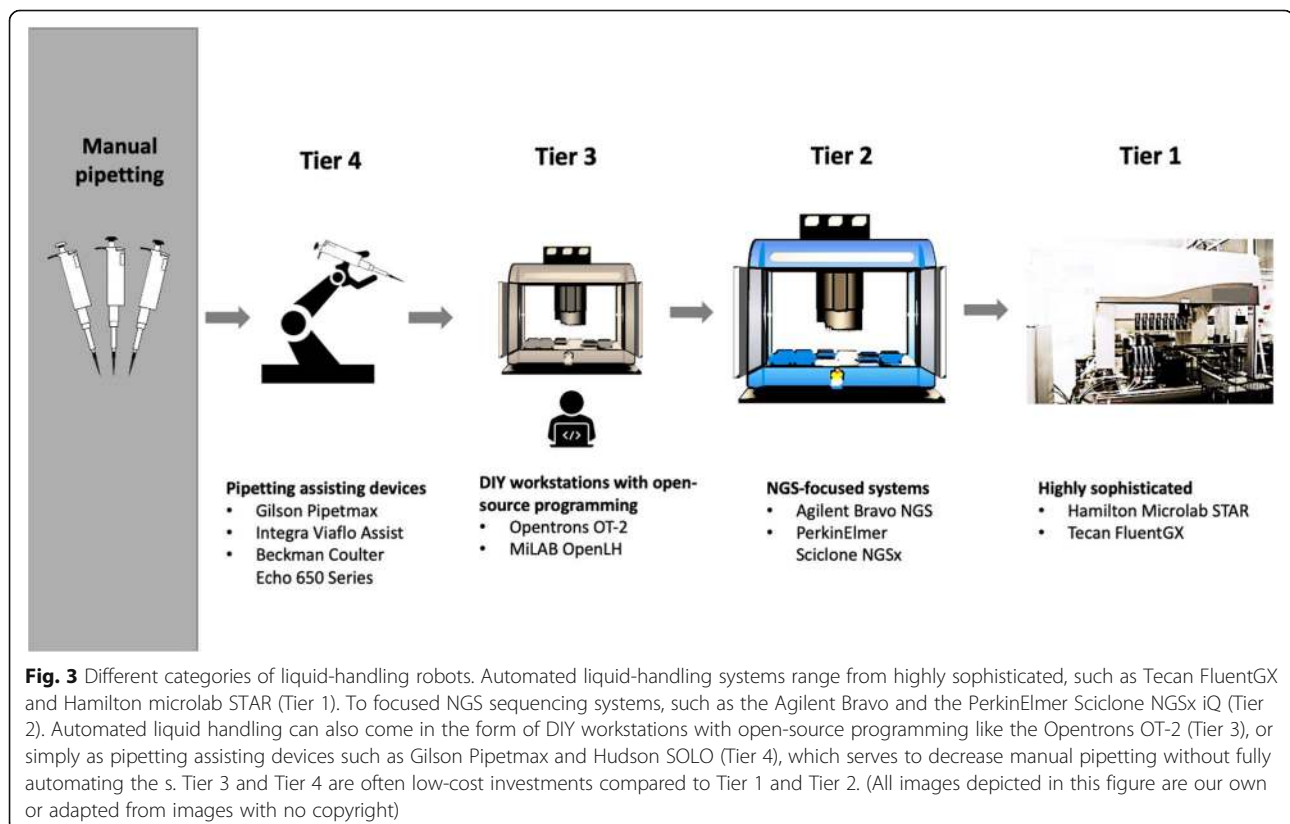 Manual
pipetting
Tier 4
Tier 3
Tier 2
Tier 1
</>
Pipetting assisting devices
• Gilson Pipetmax
• Integra Viaflo Assist
• Beckman Coulter
Echo 650 Series
DIY workstations with open-
source programming
• Opentrons OT-2
• MiLAB OpenLH
NGS-focused systems
• Agilent Bravo NGS
• PerkinElmer
Sciclone NGSx
Highly sophisticated
• Hamilton Microlab STAR
• Tecan FluentGX
Fig. 3 Different categories of liquid-handling robots. Automated liquid-handling systems range from highly sophisticated, such as Tecan FluentGX
and Hamilton microlab STAR (Tier 1). To focused NGS sequencing systems, such as the Agilent Bravo and the PerkinElmer Sciclone NGSx iQ (Tier
2). Automated liquid handling can also come in the form of DIY workstations with open-source programming like the Opentrons OT-2 (Tier 3), or
simply as pipetting assisting devices such as Gilson Pipetmax and Hudson SOLO (Tier 4), which serves to decrease manual pipetting without fully
automating the s. Tier 3 and Tier 4 are often low-cost investments compared to Tier 1 and Tier 2. (All images depicted in this figure are our own
or adapted from images with no copyright)